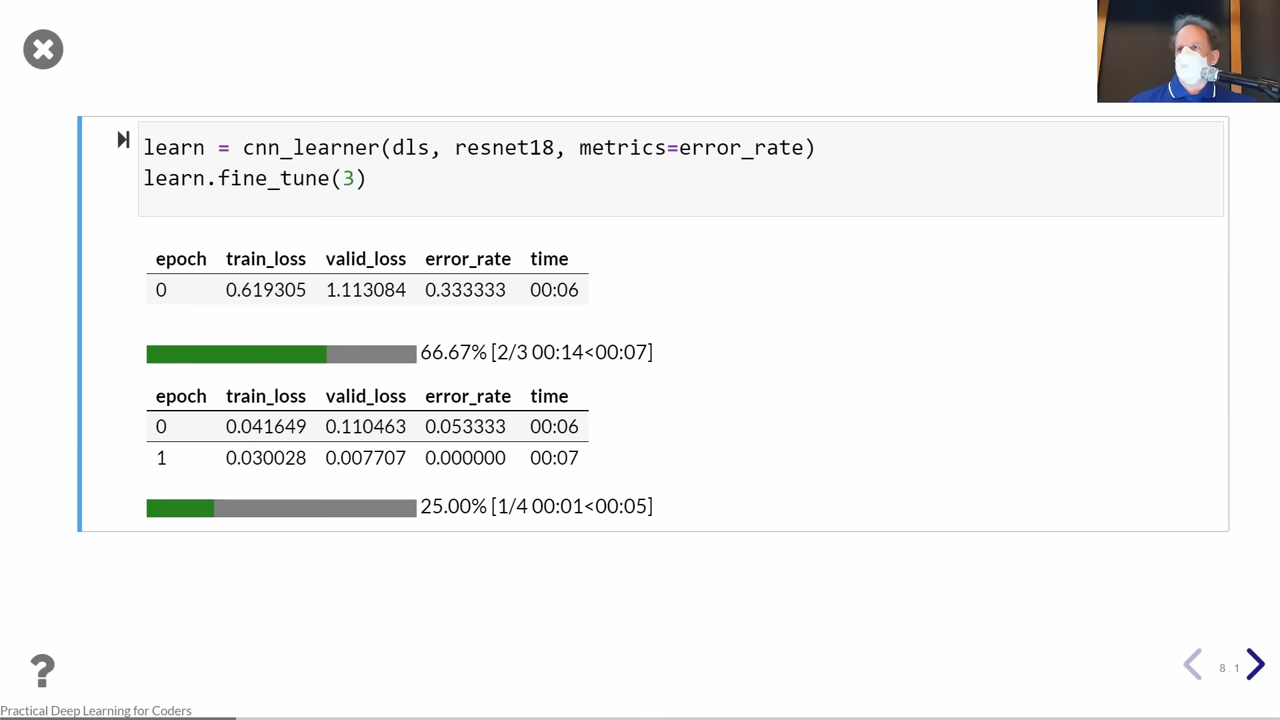 learn = cnn_learner(dls, resnet18, metrics=error_rate)
learn.fine_tune(3)
epoch train_loss valid_loss error_rate time
0 0.619305 1.113084 0.333333 00:06
66.67% [2/3 00:14<00:07]
epoch train_loss valid_loss error_rate time
0 0.041649 0.110463 0.053333 00:06
1 0.030028 0.007707 0.000000 00:07
25.00% [1/4 00:01<00:05]
?
8 . 1
Practical Deep Learning for Coders